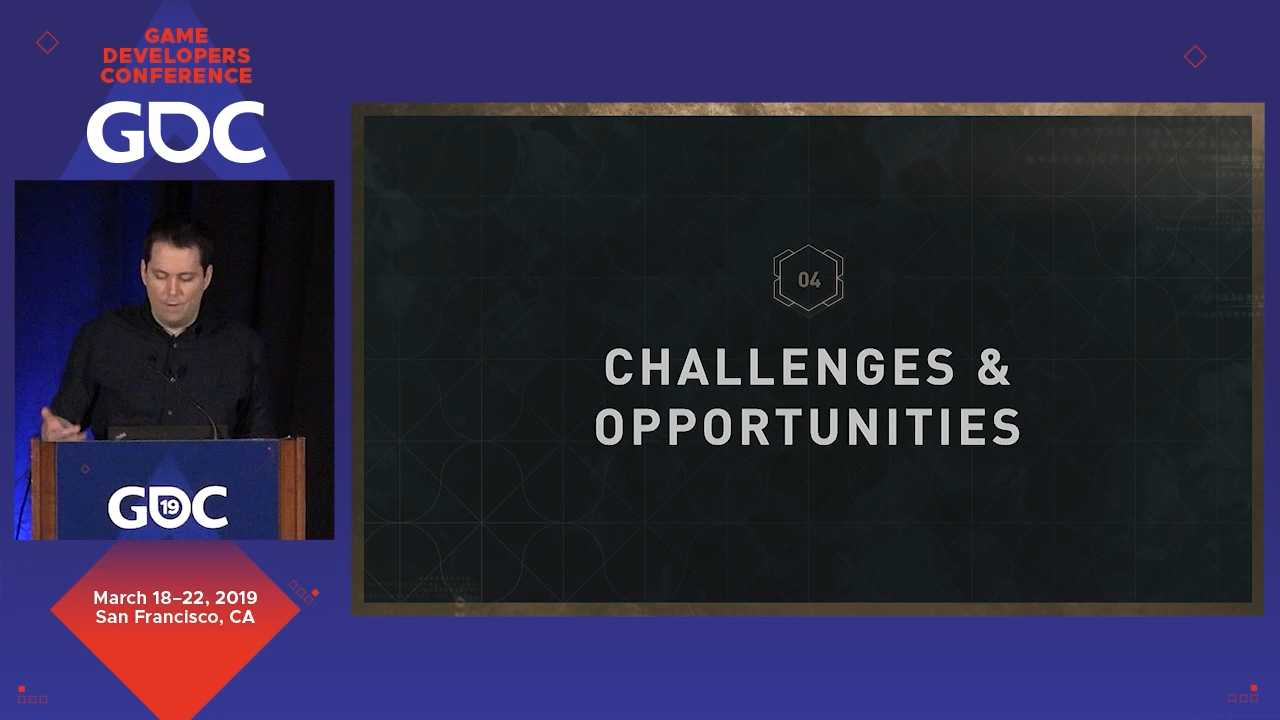 GAME
DEVELOPERS
CONFERENCE
GDC
GDC
19
March 18–22, 2019
San Francisco, CA
04
CHALLENGES &
OPPORTUNITIES